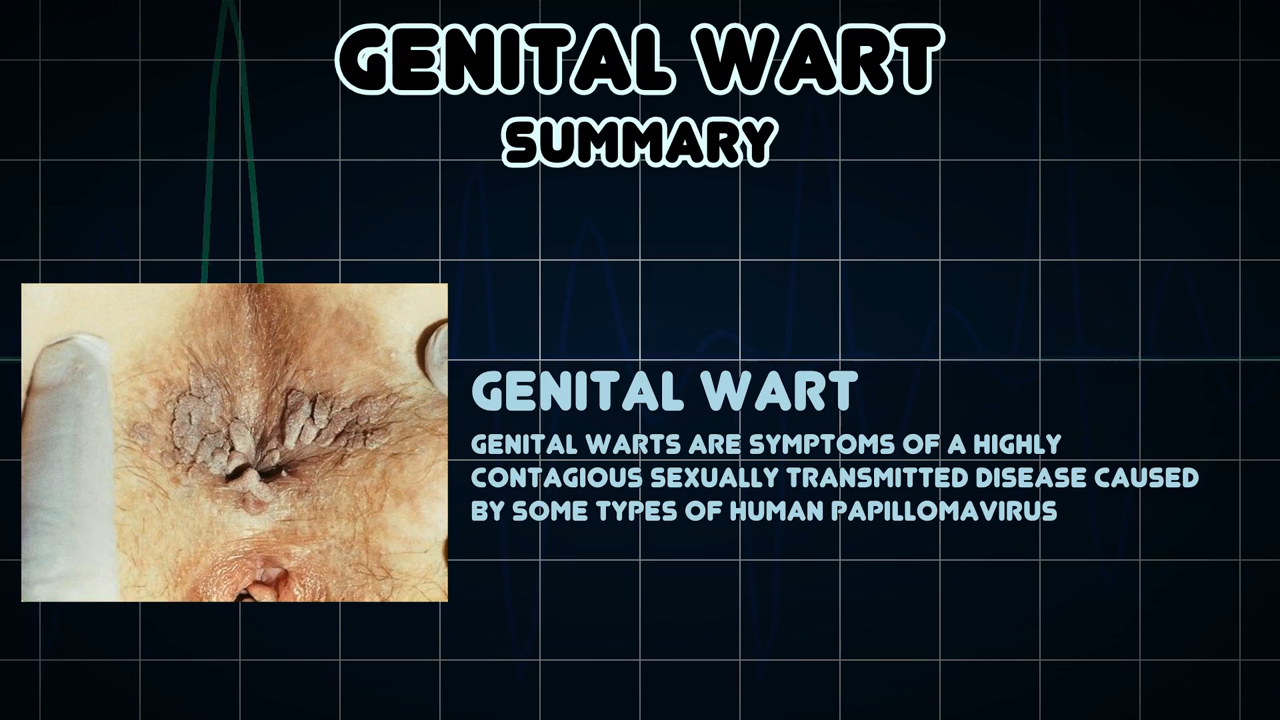 GENITAL WART
SUMMARY
GENITAL WART
GENITAL WARTS ARE SYMPTOMS OF A HIGHLY
CONTAGIOUS SEXUALLY TRANSMITTED DISEASE CAUSED
BY SOME TYPES OF HUMAN PAPILLOMAVIRUS